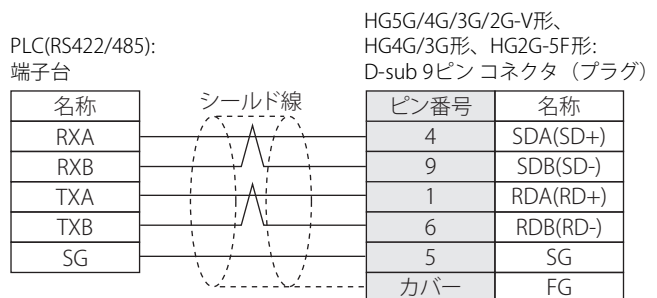 HG5G/4G/3G/2G-V形、
PLC(RS422/485): HG4G/3G形、HG2G-5F形:
端子台 D-sub 9ピン コネクタ（プラグ）
名称 シールド線 ピン番号 名称
RXA 4 SDA(SD+)
RXB 9 SDB(SD-)
TXA 1 RDA(RD+)
TXB 6 RDB(RD-)
SG 5 SG
カバー FG